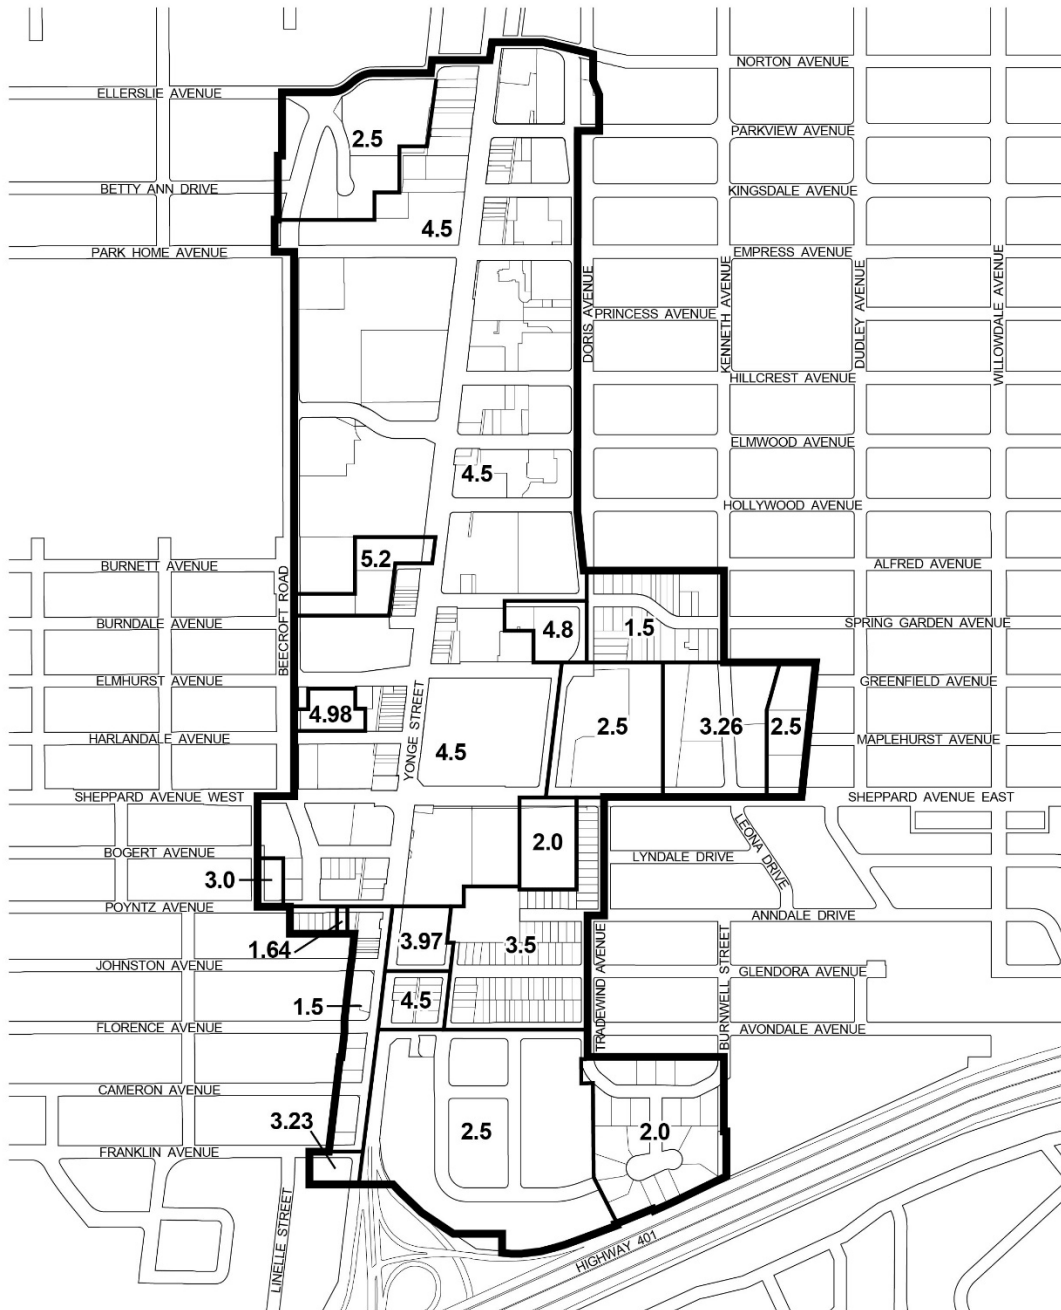 NORTON AVENUE
ELLERSLIE AVENUE
PARKVIEW AVENUE
2.5
BETTY ANN DRIVE
KINGSDALE AVENUE
4.5
PARK HOME AVENUE
EMPRESS AVENUE
DORIS AVENUE
KENNETH AVENUE
DUDLEY AVENUE
WILLOWDALE AVENUE
PRINCESS AVENUE
HILLCREST AVENUE
ELMWOOD AVENUE
4.5
HOLLYWOOD AVENUE
5.2
BURNETT AVENUE
ALFRED AVENUE
BEECROFT ROAD
BURNDALE AVENUE
4.8
1.5
SPRING GARDEN AVENUE
ELMHURST AVENUE
GREENFIELD AVENUE
YONGE STREET
4.98
2.5
3.26
2.5
HARLANDALE AVENUE
4.5
MAPLEHURST AVENUE
SHEPPARD AVENUE WEST
SHEPPARD AVENUE EAST
2.0
LEONA DRIVE
BOGERT AVENUE
LYNDALE DRIVE
3.0
POYNTZ AVENUE
ANNDALE DRIVE
1.64
3.97
3.5
JOHNSTON AVENUE
TRADEWIND AVENUE
BURNWELL STREET
GLENDORA AVENUE
1.5
4.5
FLORENCE AVENUE
AVONDALE AVENUE
CAMERON AVENUE
3.23
2.5
2.0
FRANKLIN AVENUE
LINELLE STREET
HIGHWAY 401